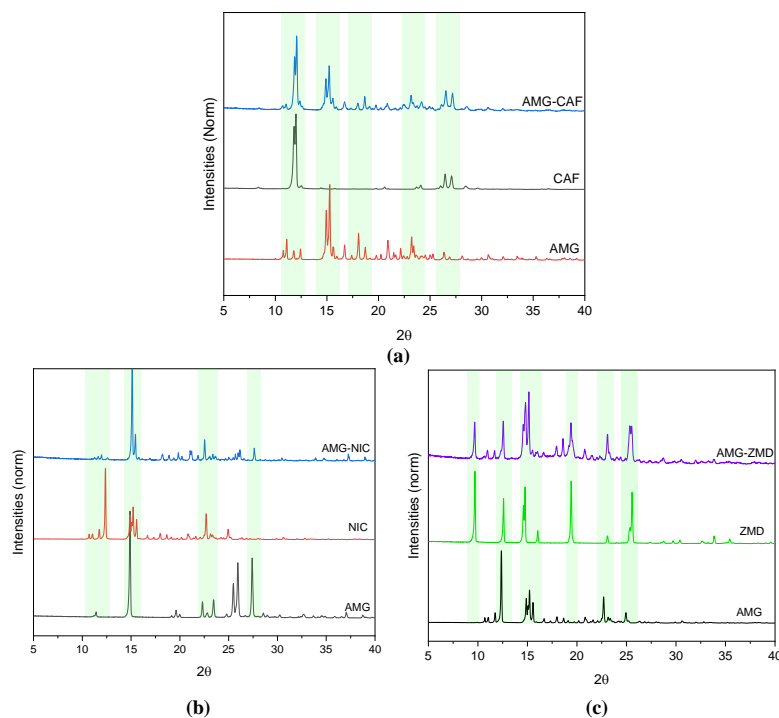 Intensities (Norm)
AMG-CAF
CAF
AMG
5 10 15 20 25 30 35 40
2θ
(a)
Intensities (norm)
AMG-NIC
NIC
AMG
5 10 15 20 25 30 35 40
2θ
(b)
Intensities (norm)
AMG-ZMD
ZMD
AMG
5 10 15 20 25 30 35 40
2θ
(c)